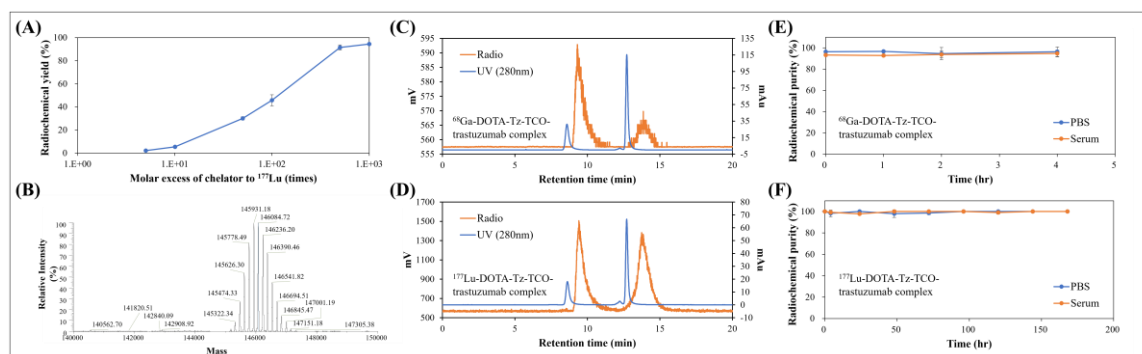 (A)
Radiochemical yield (%)
100
80
60
40
20
0
1.E+00 1.E+01 1.E+02 1.E+03
Molar excess of chelator to ¹⁷⁷Lu (times)
(B)
Relative Intensity
(%)
100
90
80
70
60
50
40
30
20
10
0
145931.18
146084.72
145778.49
146236.20
146390.46
145626.30
146541.82
145474.33
146694.51
147001.19
141820.51
145322.34
146845.47
142840.09
140562.70
142908.92
147151.18
147305.38
140000 142000 144000 146000 148000 150000
Mass
(C)
mV
595
590
585
580
575
570
565
560
555
Radio
UV (280nm)
⁶⁸Ga-DOTA-Tz-TCO-
trastuzumab complex
135
115
95
75
55
35
15
-5
mAu
0 5 10 15 20
Retention time (min)
(D)
mV
1700
1500
1300
1100
900
700
500
Radio
UV (280nm)
¹⁷⁷Lu-DOTA-Tz-TCO-
trastuzumab complex
80
70
60
50
40
30
20
10
0
-10
mAu
0 5 10 15 20
Retention time (min)
(E)
Radiochemical purity (%)
100
80
60
40
20
0
⁶⁸Ga-DOTA-Tz-TCO-
trastuzumab complex
PBS
Serum
0 1 2 3 4 5
Time (hr)
(F)
Radiochemical purity (%)
100
80
60
40
20
0
¹⁷⁷Lu-DOTA-Tz-TCO-
trastuzumab complex
PBS
Serum
0 50 100 150 200
Time (hr)